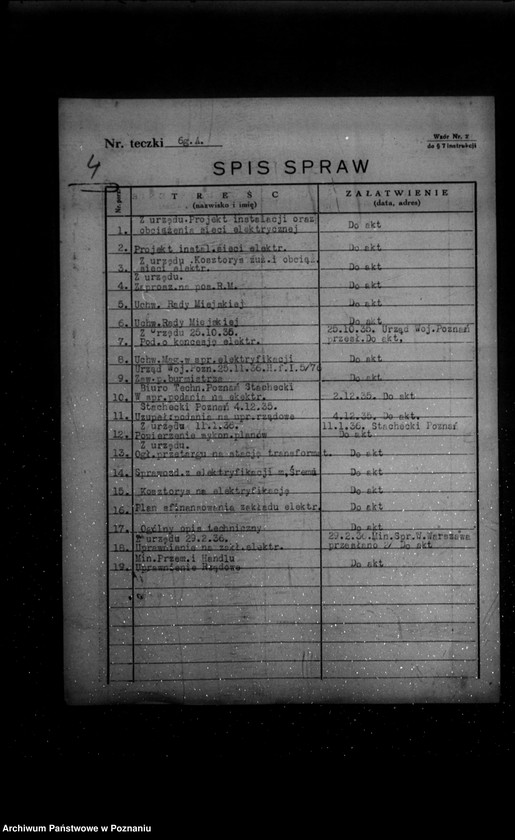 Nr. teczki 6g.4.
Wzór Nr. 2
do § 7 instrukcji
4
SPIS SPRAW
Nr. porz.
TREŚĆ
(nazwisko i imię)
ZAŁATWIENIE
(data, adres)
1. Z urzędu.Projekt instalacji oraz
obciążenia sieci elektrycznej Do akt
2. Projekt instal.sieci elektr. Do akt
3. Z urzędu .Kosztorys i obciąż.
sieci elektr. Do akt
4. Z urzędu.
Zaprosz.na pos.R.M. Do akt
5. Uchw. Rady Miejskiej Do akt
6. Uchw.Rady Miejskiej Do akt
7. Z urzędu 25.10.35.
Pod.o koncesję elektr. 25.10.35. Urząd Woj.Poznań
przesł.Do akt.
8. Uchw.Mag.w spr.elektryfikacji Do akt
9. Urząd Woj.Pozn.25.11.35.H.f.I.5/76
Zaw.p.burmistrza Do akt
10. Biuro Techn.Poznań Stachecki
W spr.podania na elektr. 2.12.35. Do akt
11. Stachecki Poznań 4.12.35.
Uzupeł.podania na upr.rządowe 4.12.35. Do akt.
12. Z urzędu 11.1.36.
Powierzenie wykon.planów 11.1.36. Stachecki Poznań
Do akt
13. Z urzędu.
Ogł.przetargu na stację transformat. Do akt
14. Sprawozd.z elektryfikacji m.Śrema Do akt
15. Kosztorys na elektryfikację Do akt
16. Plan sfinansowania zakładu elektr. Do akt
17. Ogólny opis techniczny Do akt
18. Z urzędu 29.2.36.
Uprawnienie na zakł.elektr. 29.2.36.Min.Spr.W.Warszawa
przesłano Do akt
19. Min.Przem.i Handlu
Uprawnienie Rządowe Do akt
Archiwum Państwowe w Poznaniu